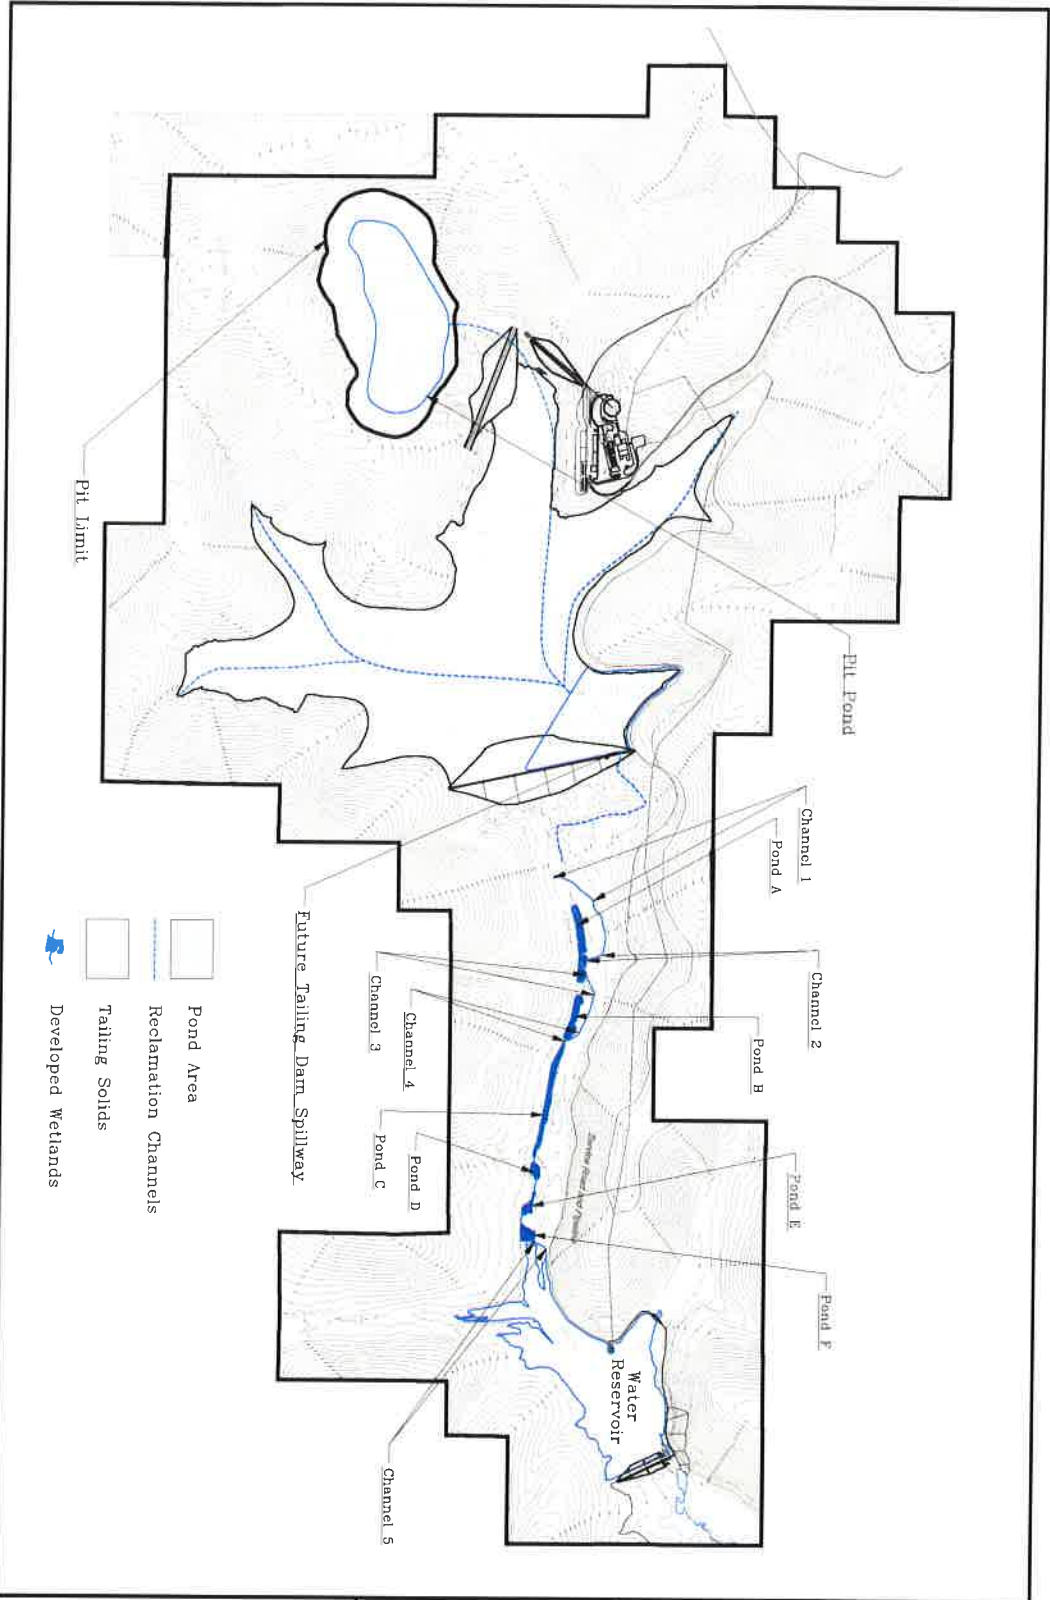 Pit Limit
Pit Pond
Future Tailing Dam Spillway
Channel 1
Pond A
Channel 2
Channel 3
Channel 4
Pond B
Pond C
Pond D
Pond E
Pond F
Channel 5
Water
Reservoir
Pond Area
Reclamation Channels
Tailing Solids
Developed Wetlands